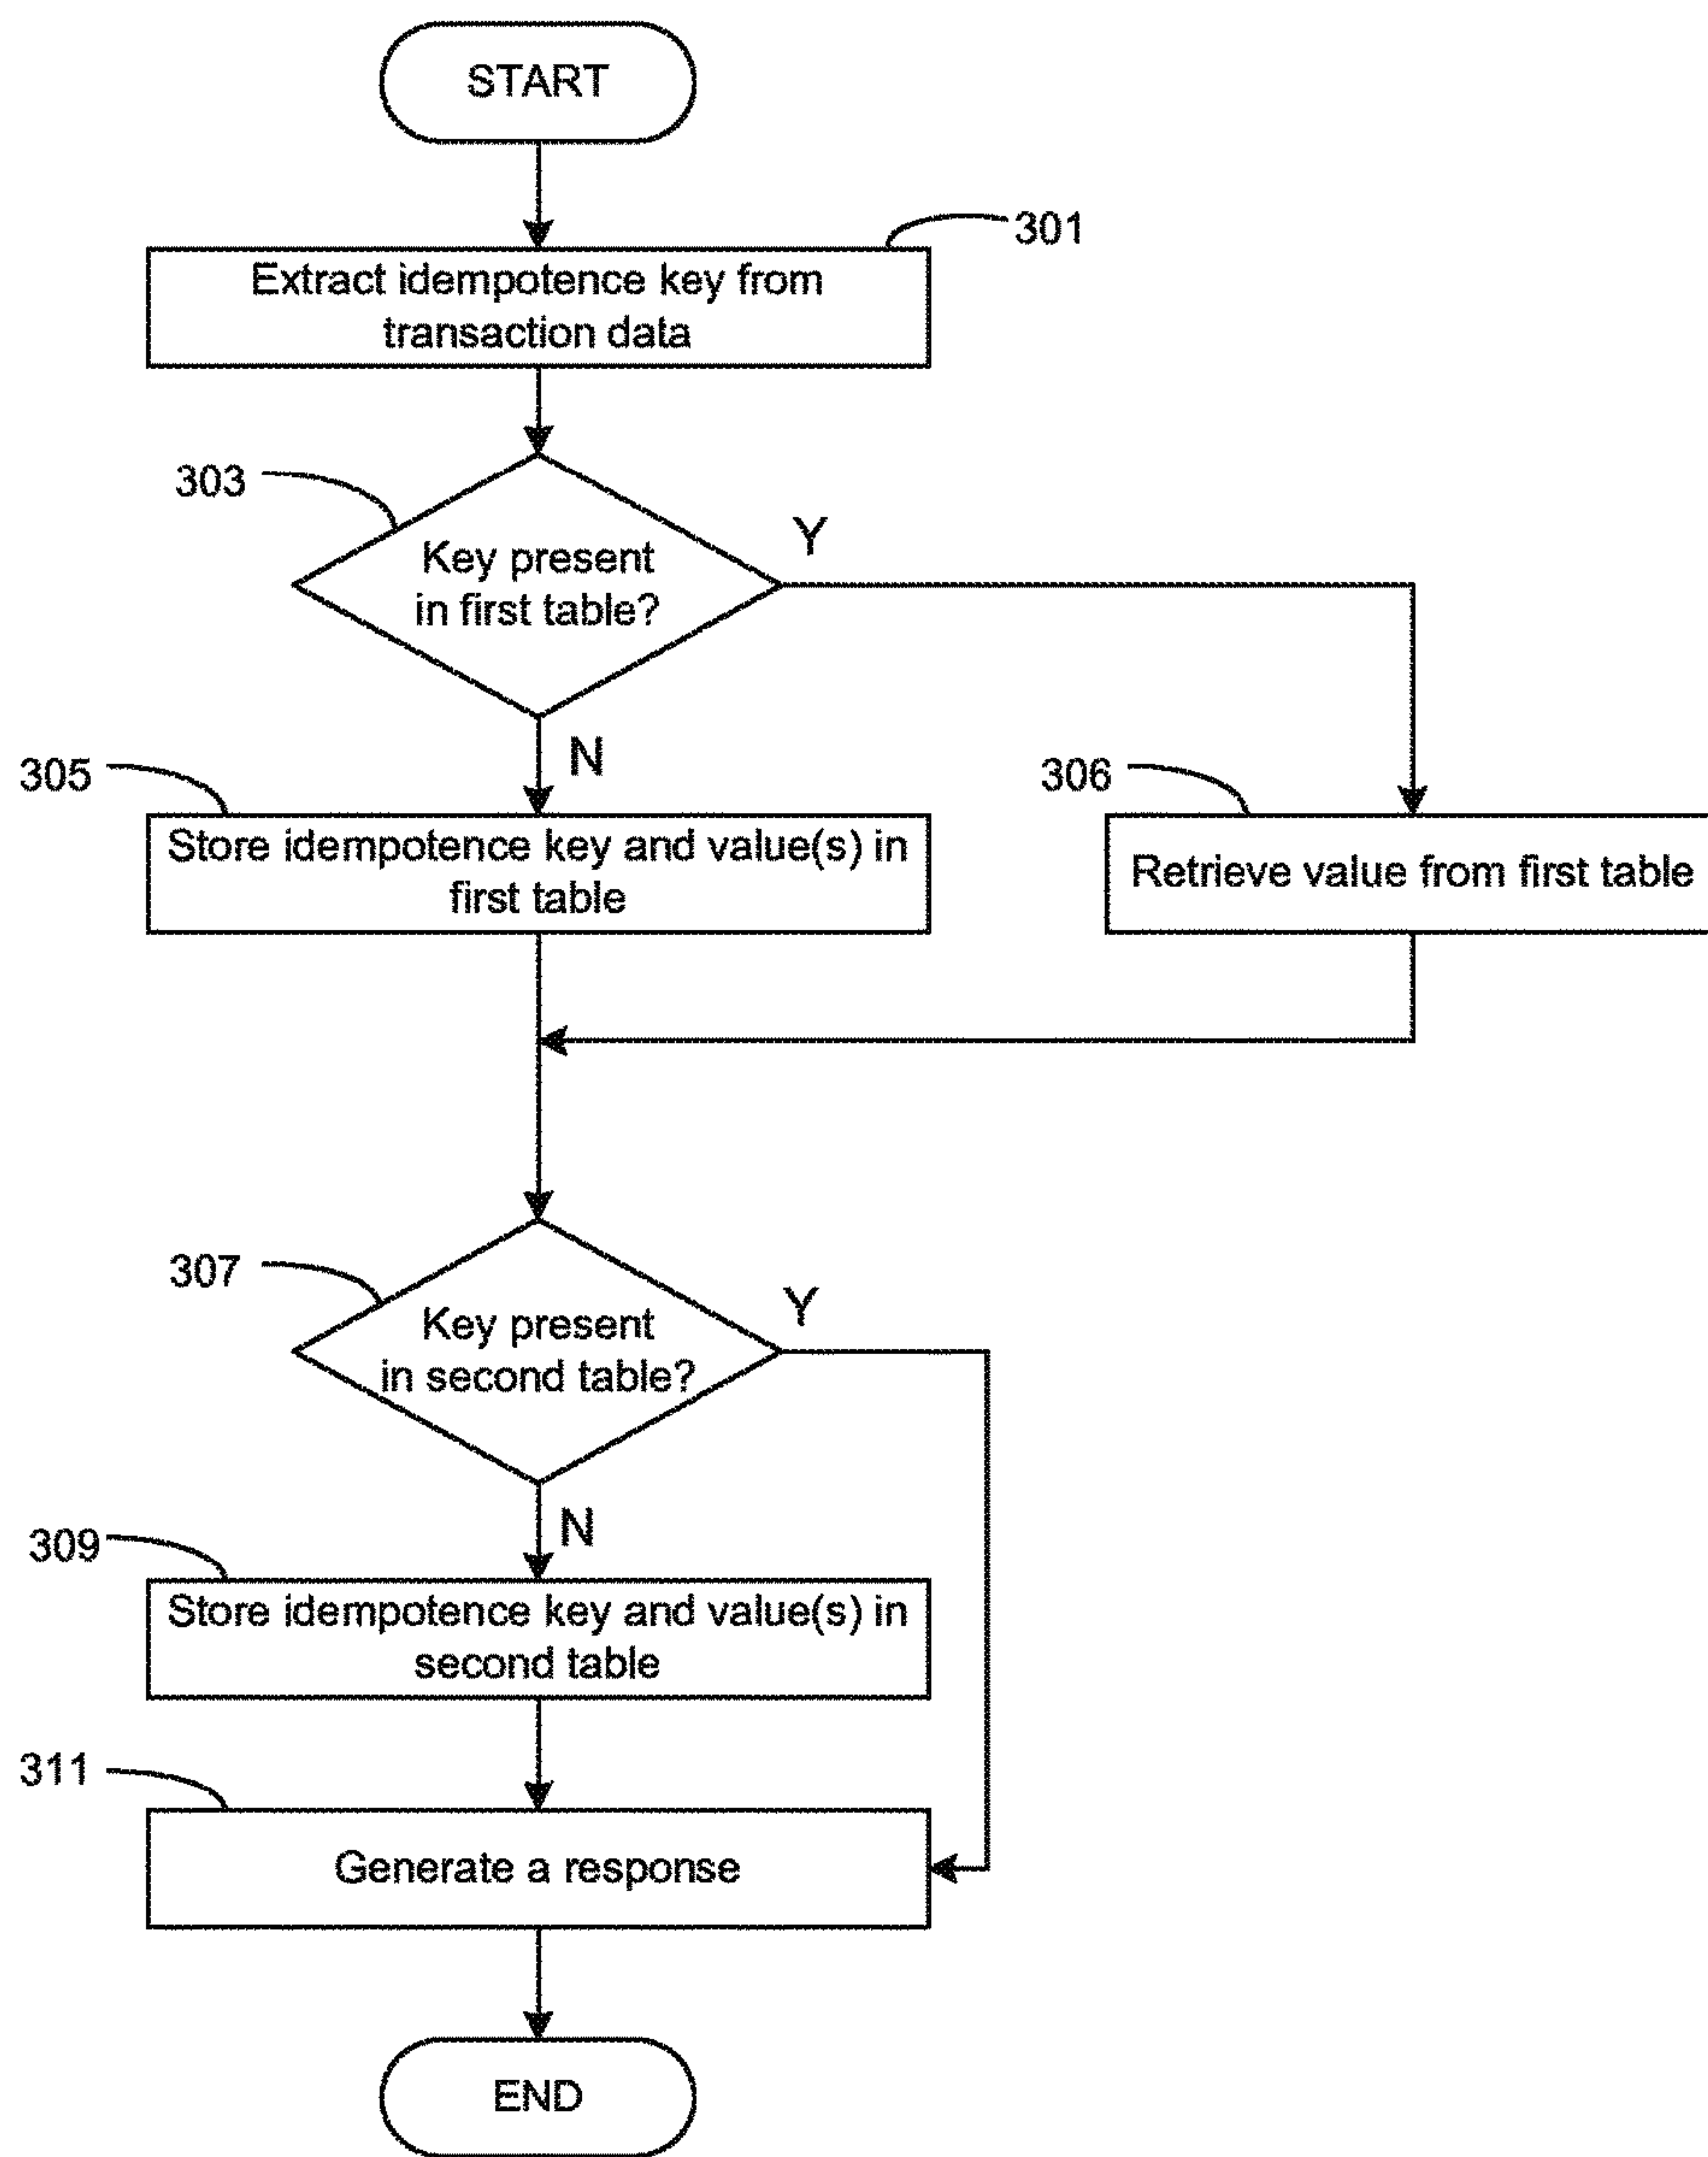 START
301
Extract idempotence key from
transaction data
303
Y
Key present
in first table?
N
305
306
Store idempotence key and value(s) in
first table
Retrieve value from first table
307
Y
Key present
in second table?
N
309
Store idempotence key and value(s) in
second table
311
Generate a response
END